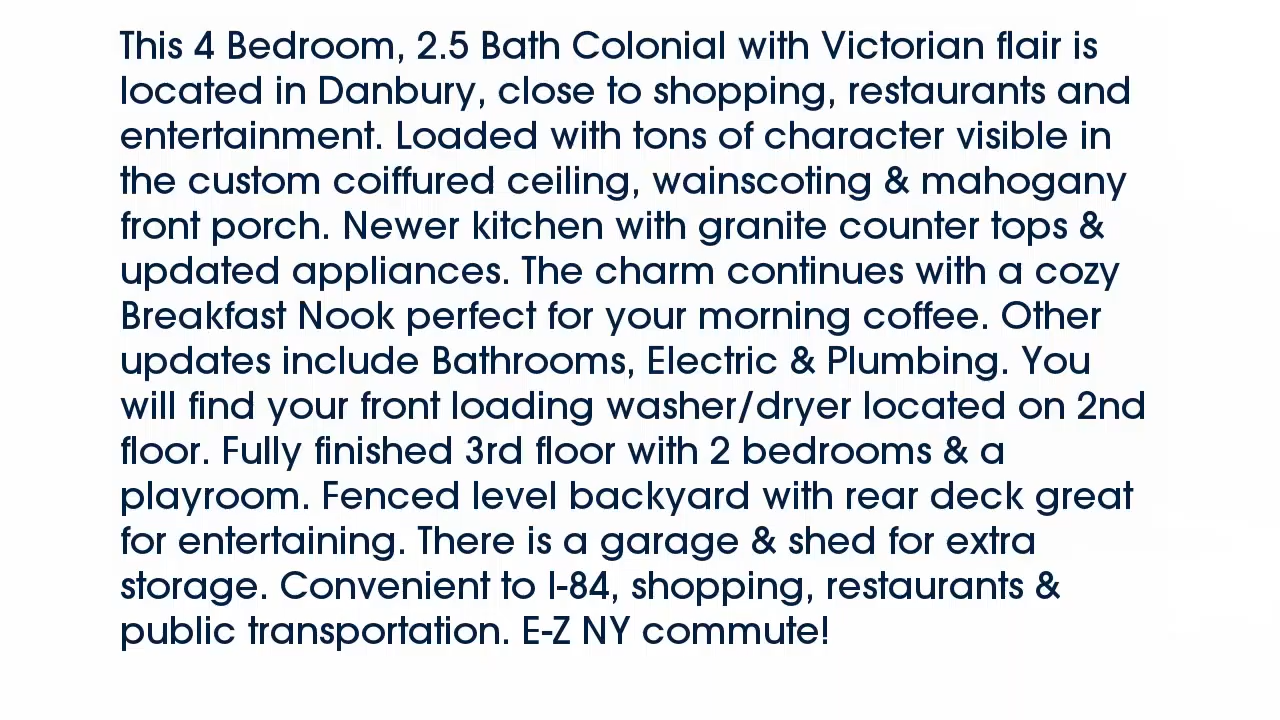 This 4 Bedroom, 2.5 Bath Colonial with Victorian flair is
located in Danbury, close to shopping, restaurants and
entertainment. Loaded with tons of character visible in
the custom coiffured ceiling, wainscoting & mahogany
front porch. Newer kitchen with granite counter tops &
updated appliances. The charm continues with a cozy
Breakfast Nook perfect for your morning coffee. Other
updates include Bathrooms, Electric & Plumbing. You
will find your front loading washer/dryer located on 2nd
floor. Fully finished 3rd floor with 2 bedrooms & a
playroom. Fenced level backyard with rear deck great
for entertaining. There is a garage & shed for extra
storage. Convenient to I-84, shopping, restaurants &
public transportation. E-Z NY commute!